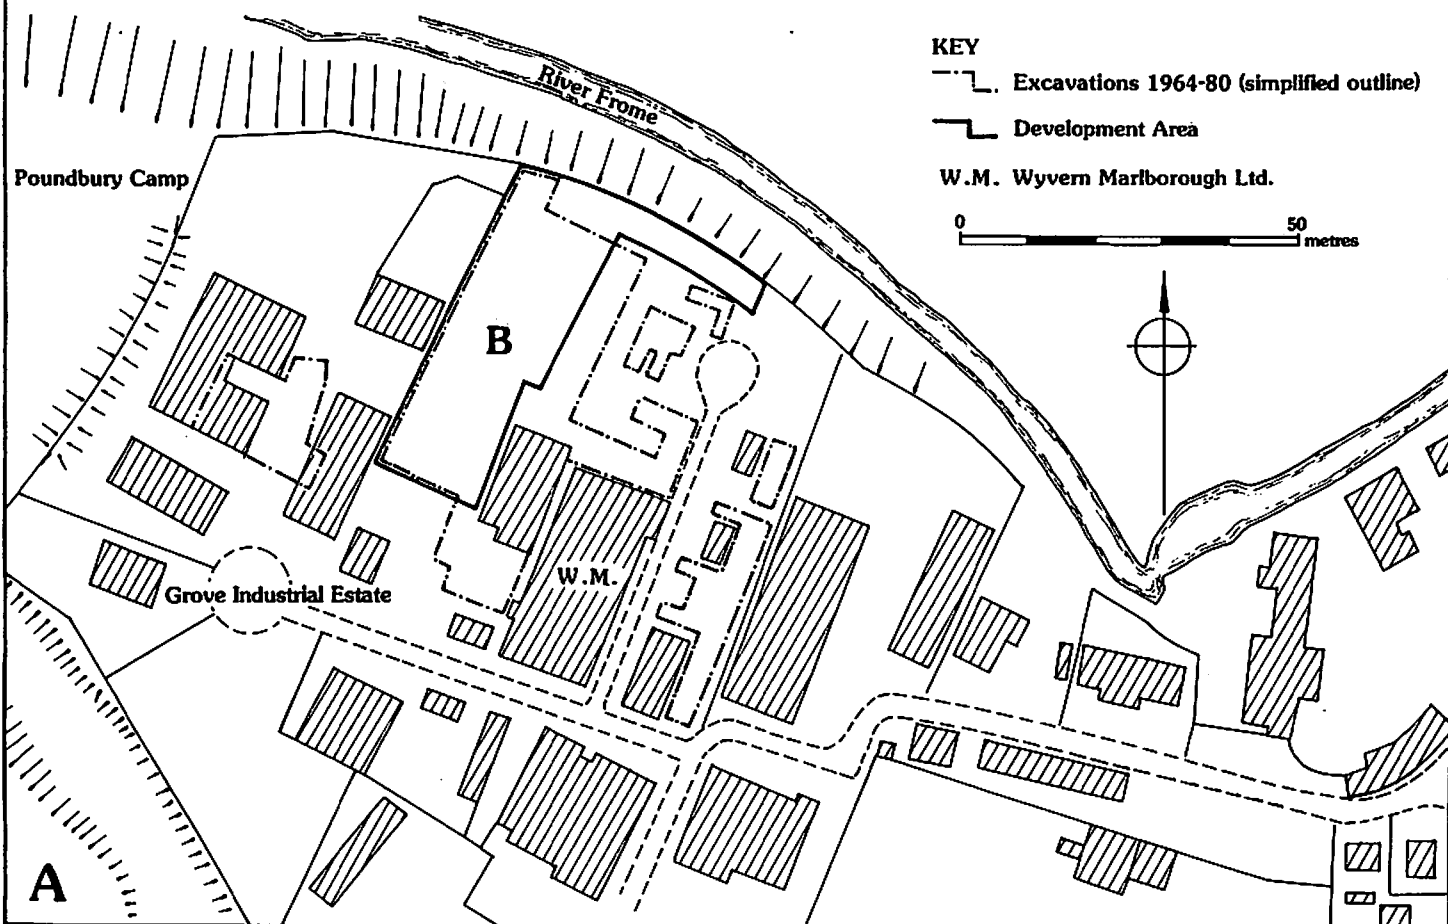 River Frome
KEY
Excavations 1964-80 (simplified outline)
Development Area
W.M. Wyvern Marlborough Ltd.
0 50
metres
Poundbury Camp
B
W.M.
Grove Industrial Estate
A